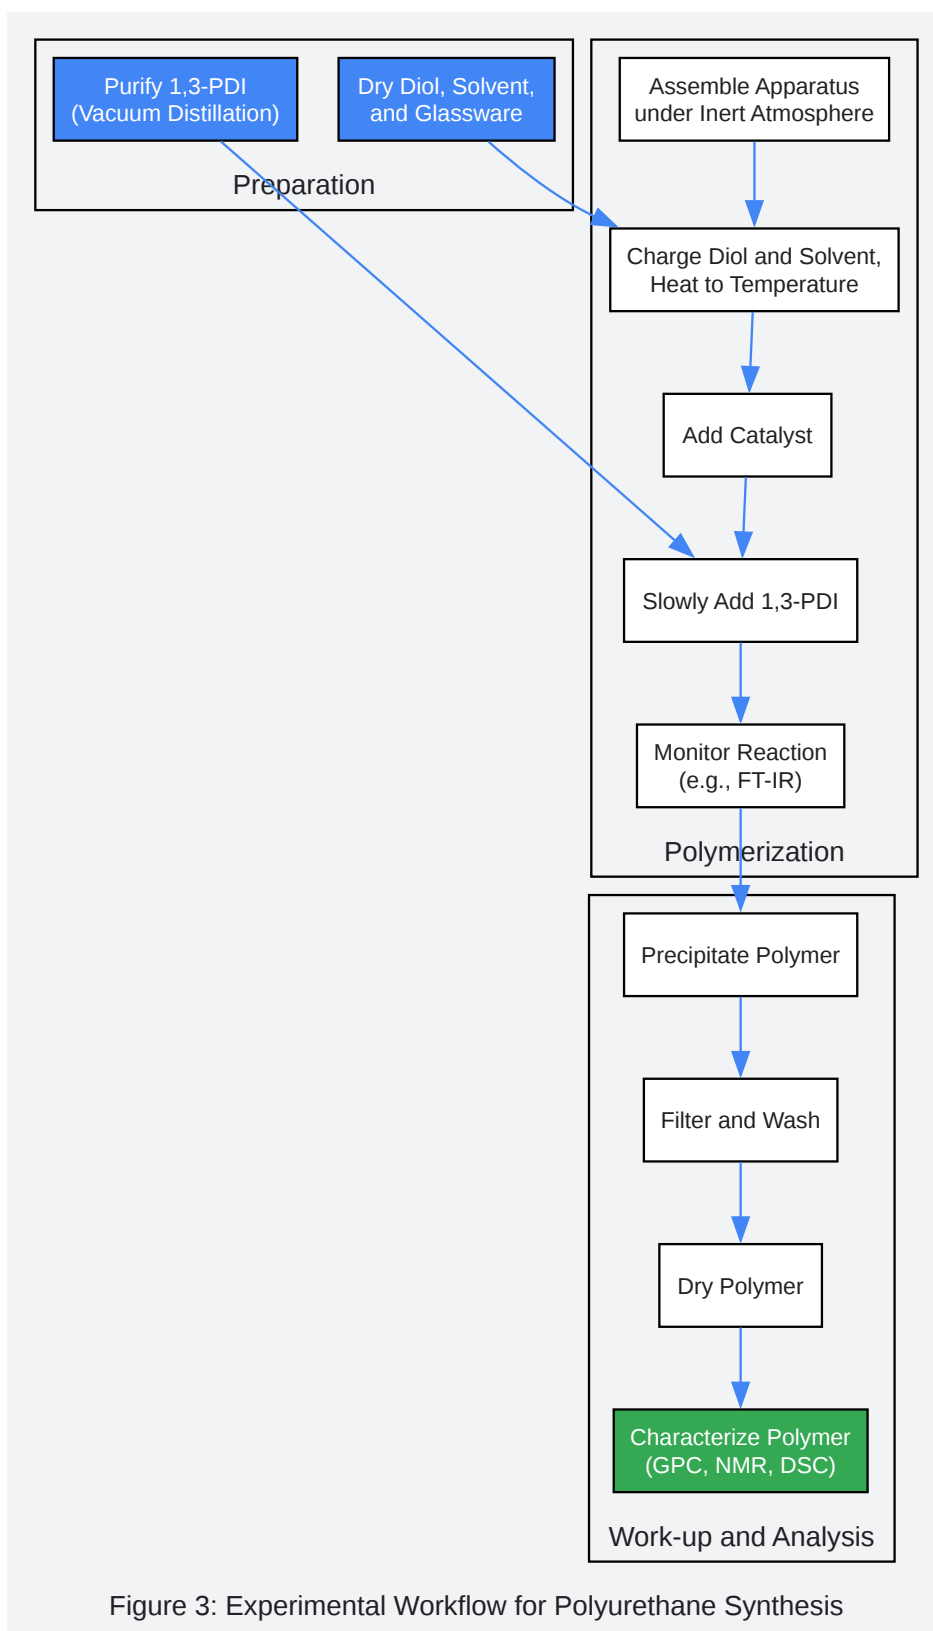 Purify 1,3-PDI
(Vacuum Distillation)
Dry Diol, Solvent,
and Glassware
Preparation
Assemble Apparatus
under Inert Atmosphere
Charge Diol and Solvent,
Heat to Temperature
Add Catalyst
Slowly Add 1,3-PDI
Monitor Reaction
(e.g., FT-IR)
Polymerization
Precipitate Polymer
Filter and Wash
Dry Polymer
Characterize Polymer
(GPC, NMR, DSC)
Work-up and Analysis
Figure 3: Experimental Workflow for Polyurethane Synthesis